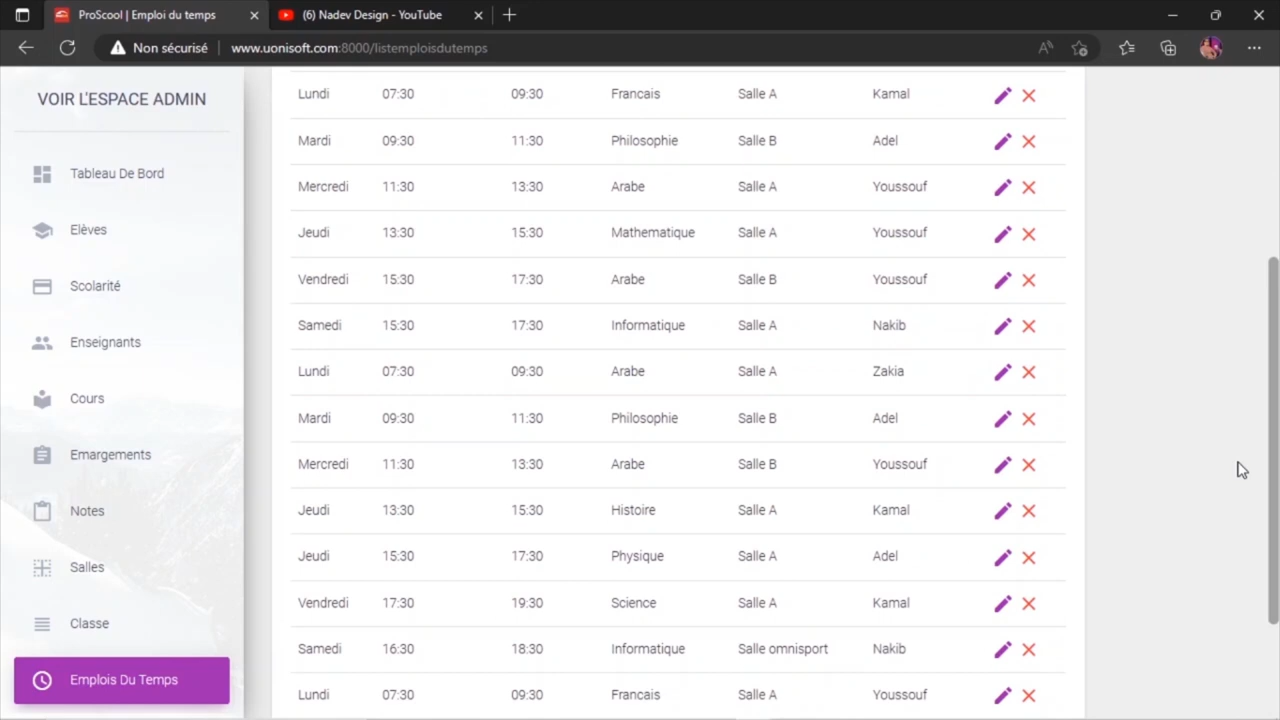 ProScool | Emploi du temps
(6) Nadev Design - YouTube
Non sécurisé
www.uonisoft.com:8000/listemploisdutemps
VOIR L'ESPACE ADMIN
Tableau De Bord
Elèves
Scolarité
Enseignants
Cours
Emargements
Notes
Salles
Classe
Emplois Du Temps
Lundi 07:30 09:30 Francais Salle A Kamal
Mardi 09:30 11:30 Philosophie Salle B Adel
Mercredi 11:30 13:30 Arabe Salle A Youssouf
Jeudi 13:30 15:30 Mathematique Salle A Youssouf
Vendredi 15:30 17:30 Arabe Salle B Youssouf
Samedi 15:30 17:30 Informatique Salle A Nakib
Lundi 07:30 09:30 Arabe Salle A Zakia
Mardi 09:30 11:30 Philosophie Salle B Adel
Mercredi 11:30 13:30 Arabe Salle B Youssouf
Jeudi 13:30 15:30 Histoire Salle A Kamal
Jeudi 15:30 17:30 Physique Salle A Adel
Vendredi 17:30 19:30 Science Salle A Kamal
Samedi 16:30 18:30 Informatique Salle omnisport Nakib
Lundi 07:30 09:30 Francais Salle A Youssouf